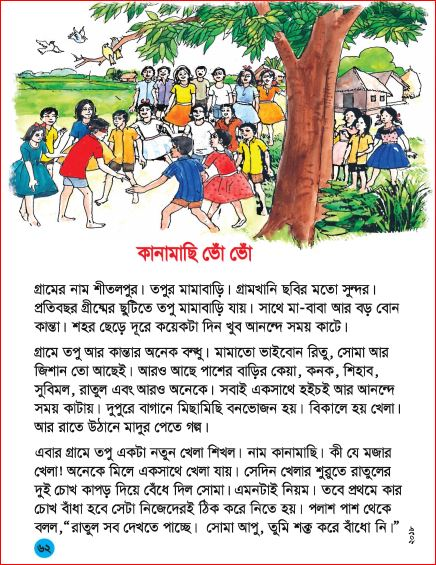 কানামাছি ভোঁ ভোঁ
গ্রামের নাম শীতলপুর। তপুর মামাবাড়ি। গ্রামখানি ছবির মতো সুন্দর।
প্রতিবছর গ্রীষ্মের ছুটিতে তপু মামাবাড়ি যায়। সাথে মা-বাবা আর বড় বোন
কান্তা। শহর ছেড়ে দূরে কয়েকটা দিন খুব আনন্দে সময় কাটে।
গ্রামে তপু আর কান্তার অনেক বন্ধু। মামাতো ভাইবোন রিতু, সোমা আর
জিশান তো আছেই। আরও আছে পাশের বাড়ির কেয়া, কনক, শিহাব,
সুবিমল, রাতুল এবং আরও অনেকে। সবাই একসাথে হইচই আর আনন্দে
সময় কাটায়। দুপুরে বাগানে মিছামিছি বনভোজন হয়। বিকালে হয় খেলা।
আর রাতে উঠানে মাদুর পেতে গল্প।
এবার গ্রামে তপু একটা নতুন খেলা শিখল। নাম কানামাছি। কী যে মজার
খেলা! অনেকে মিলে একসাথে খেলা যায়। সেদিন খেলার শুরুতে রাতুলের
দুই চোখ কাপড় দিয়ে বেঁধে দিল সোমা। এমনটাই নিয়ম। তবে প্রথমে কার
চোখ বাঁধা হবে সেটা নিজেদেরই ঠিক করে নিতে হয়। পলাশ পাশ থেকে
বলল,“রাতুল সব দেখতে পাচ্ছে। সোমা আপু, তুমি শক্ত করে বাঁধো নি।”
৬২
২০১৮